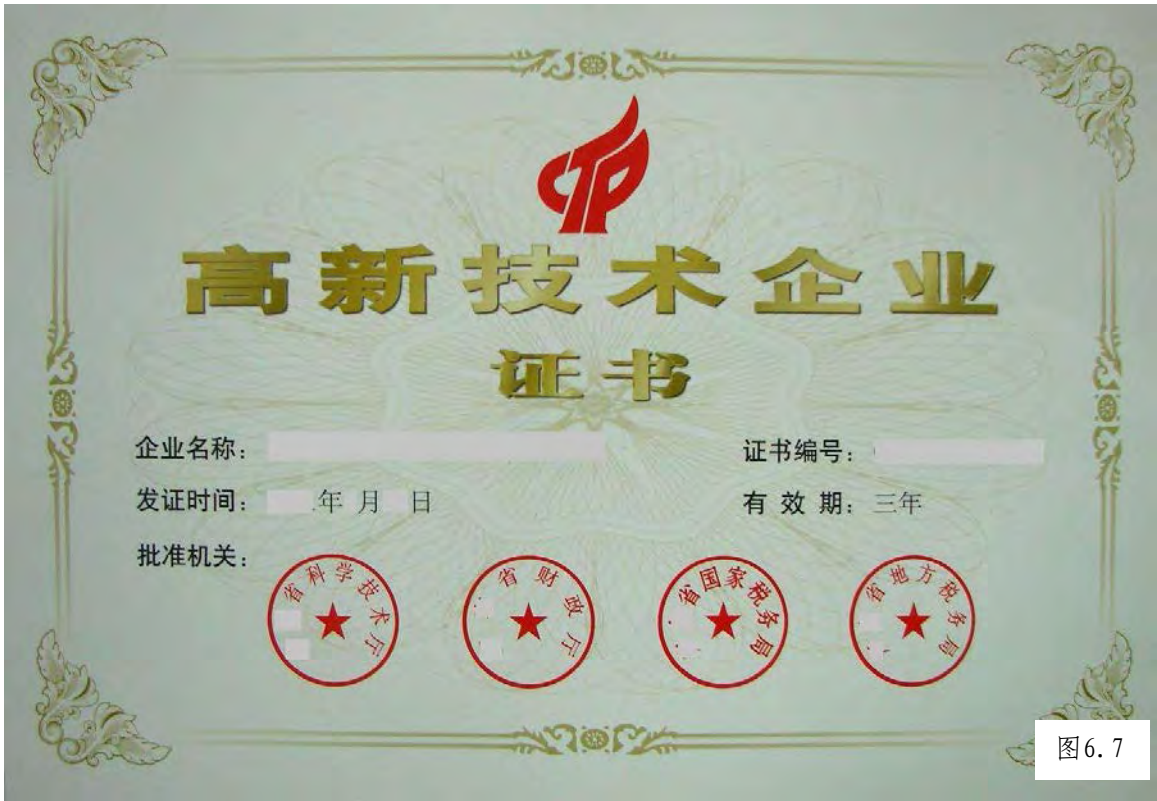 CTP
高新技术企业
证书
企业名称：
证书编号：
发证时间： 年 月 日
有 效 期：三年
批准机关：
省科学技术厅
省财政厅
省国家税务局
省地方税务局
图6.7